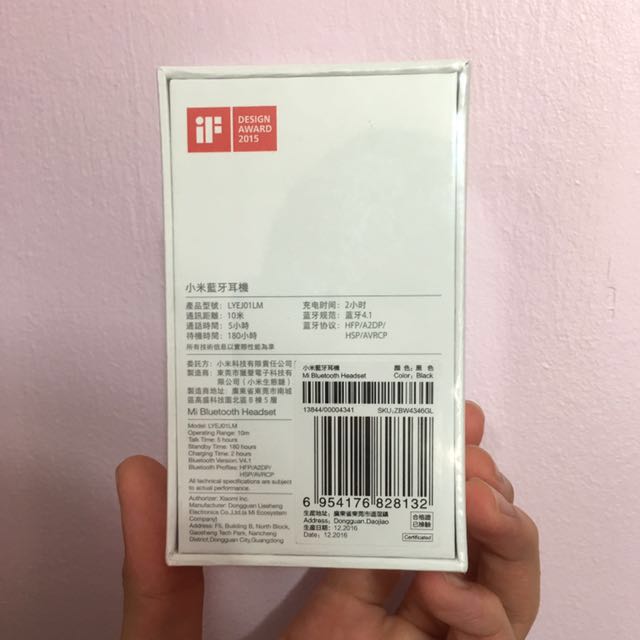 iF
DESIGN
AWARD
2015
小米藍牙耳機
產品型號： LYEJ01LM
通訊距離： 10米
通話時間： 5小時
待機時間： 180小時
所有技術信息以實際性能為準
充电时间： 2小时
蓝牙规范： 蓝牙4.1
蓝牙协议： HFP/A2DP/
HSP/AVRCP
委託方： 小米科技有限責任公司
製造商： 東莞市獵聲電子科技有
限公司（小米生態鏈）
製造商地址： 廣東省東莞市南城
區高盛科技園北區B棟5層
Mi Bluetooth Headset
Model: LYEJ01LM
Operating Range: 10m
Talk Time: 5 hours
Standby Time: 180 hours
Charging Time: 2 hours
Bluetooth Version: V4.1
Bluetooth Profiles: HFP/A2DP/
HSP/AVRCP
All technical specifications are subject
to actual performance.
Authorizer: Xiaomi Inc.
Manufacturer: Dongguan Liesheng
Electronics Co.,Ltd.(a Mi Ecosystem
Company)
Address: F5, Building B, North Block,
Gaosheng Tech Park, Nancheng
District,Dongguan City,Guangdong
小米藍牙耳機
Mi Bluetooth Headset
顏 色：黑 色
Color: Black
13844/00004341
SKU:ZBW4346GL
6 954176 828132
生產地址： 廣東省東莞市道滘鎮
Address: Dongguan.Daojiao
生產日期： 12.2016
Date: 12.2016
合格證
已檢驗
Certificated